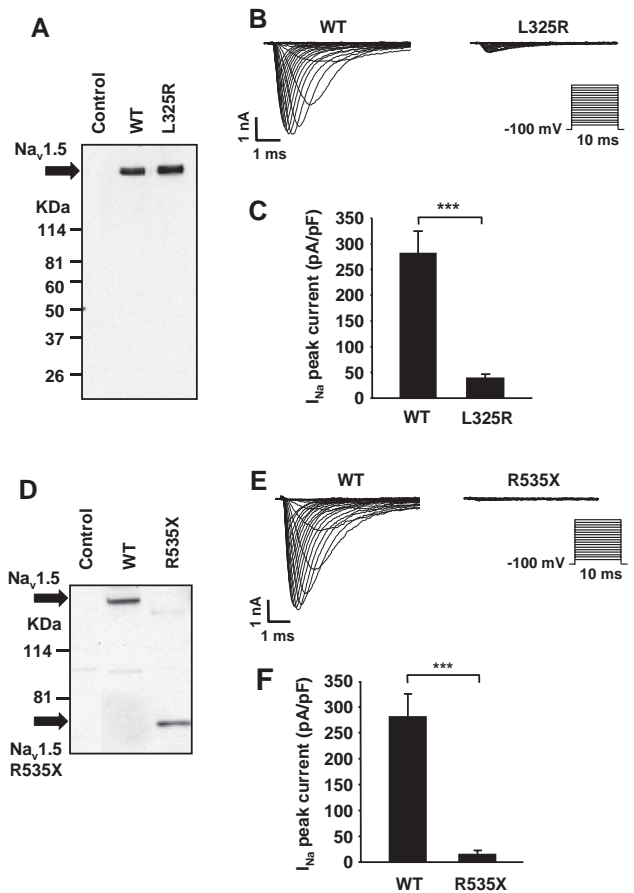 A
Control
WT
L325R
Nav1.5
KDa
114
81
60
50
37
26
B
WT
L325R
1 nA
1 ms
-100 mV
10 ms
C
INa peak current (pA/pF)
350
300
250
200
150
100
50
0
***
WT
L325R
D
Control
WT
R535X
Nav1.5
KDa
114
81
Nav1.5
R535X
E
WT
R535X
1 nA
1 ms
-100 mV
10 ms
F
INa peak current (pA/pF)
350
300
250
200
150
100
50
0
***
WT
R535X